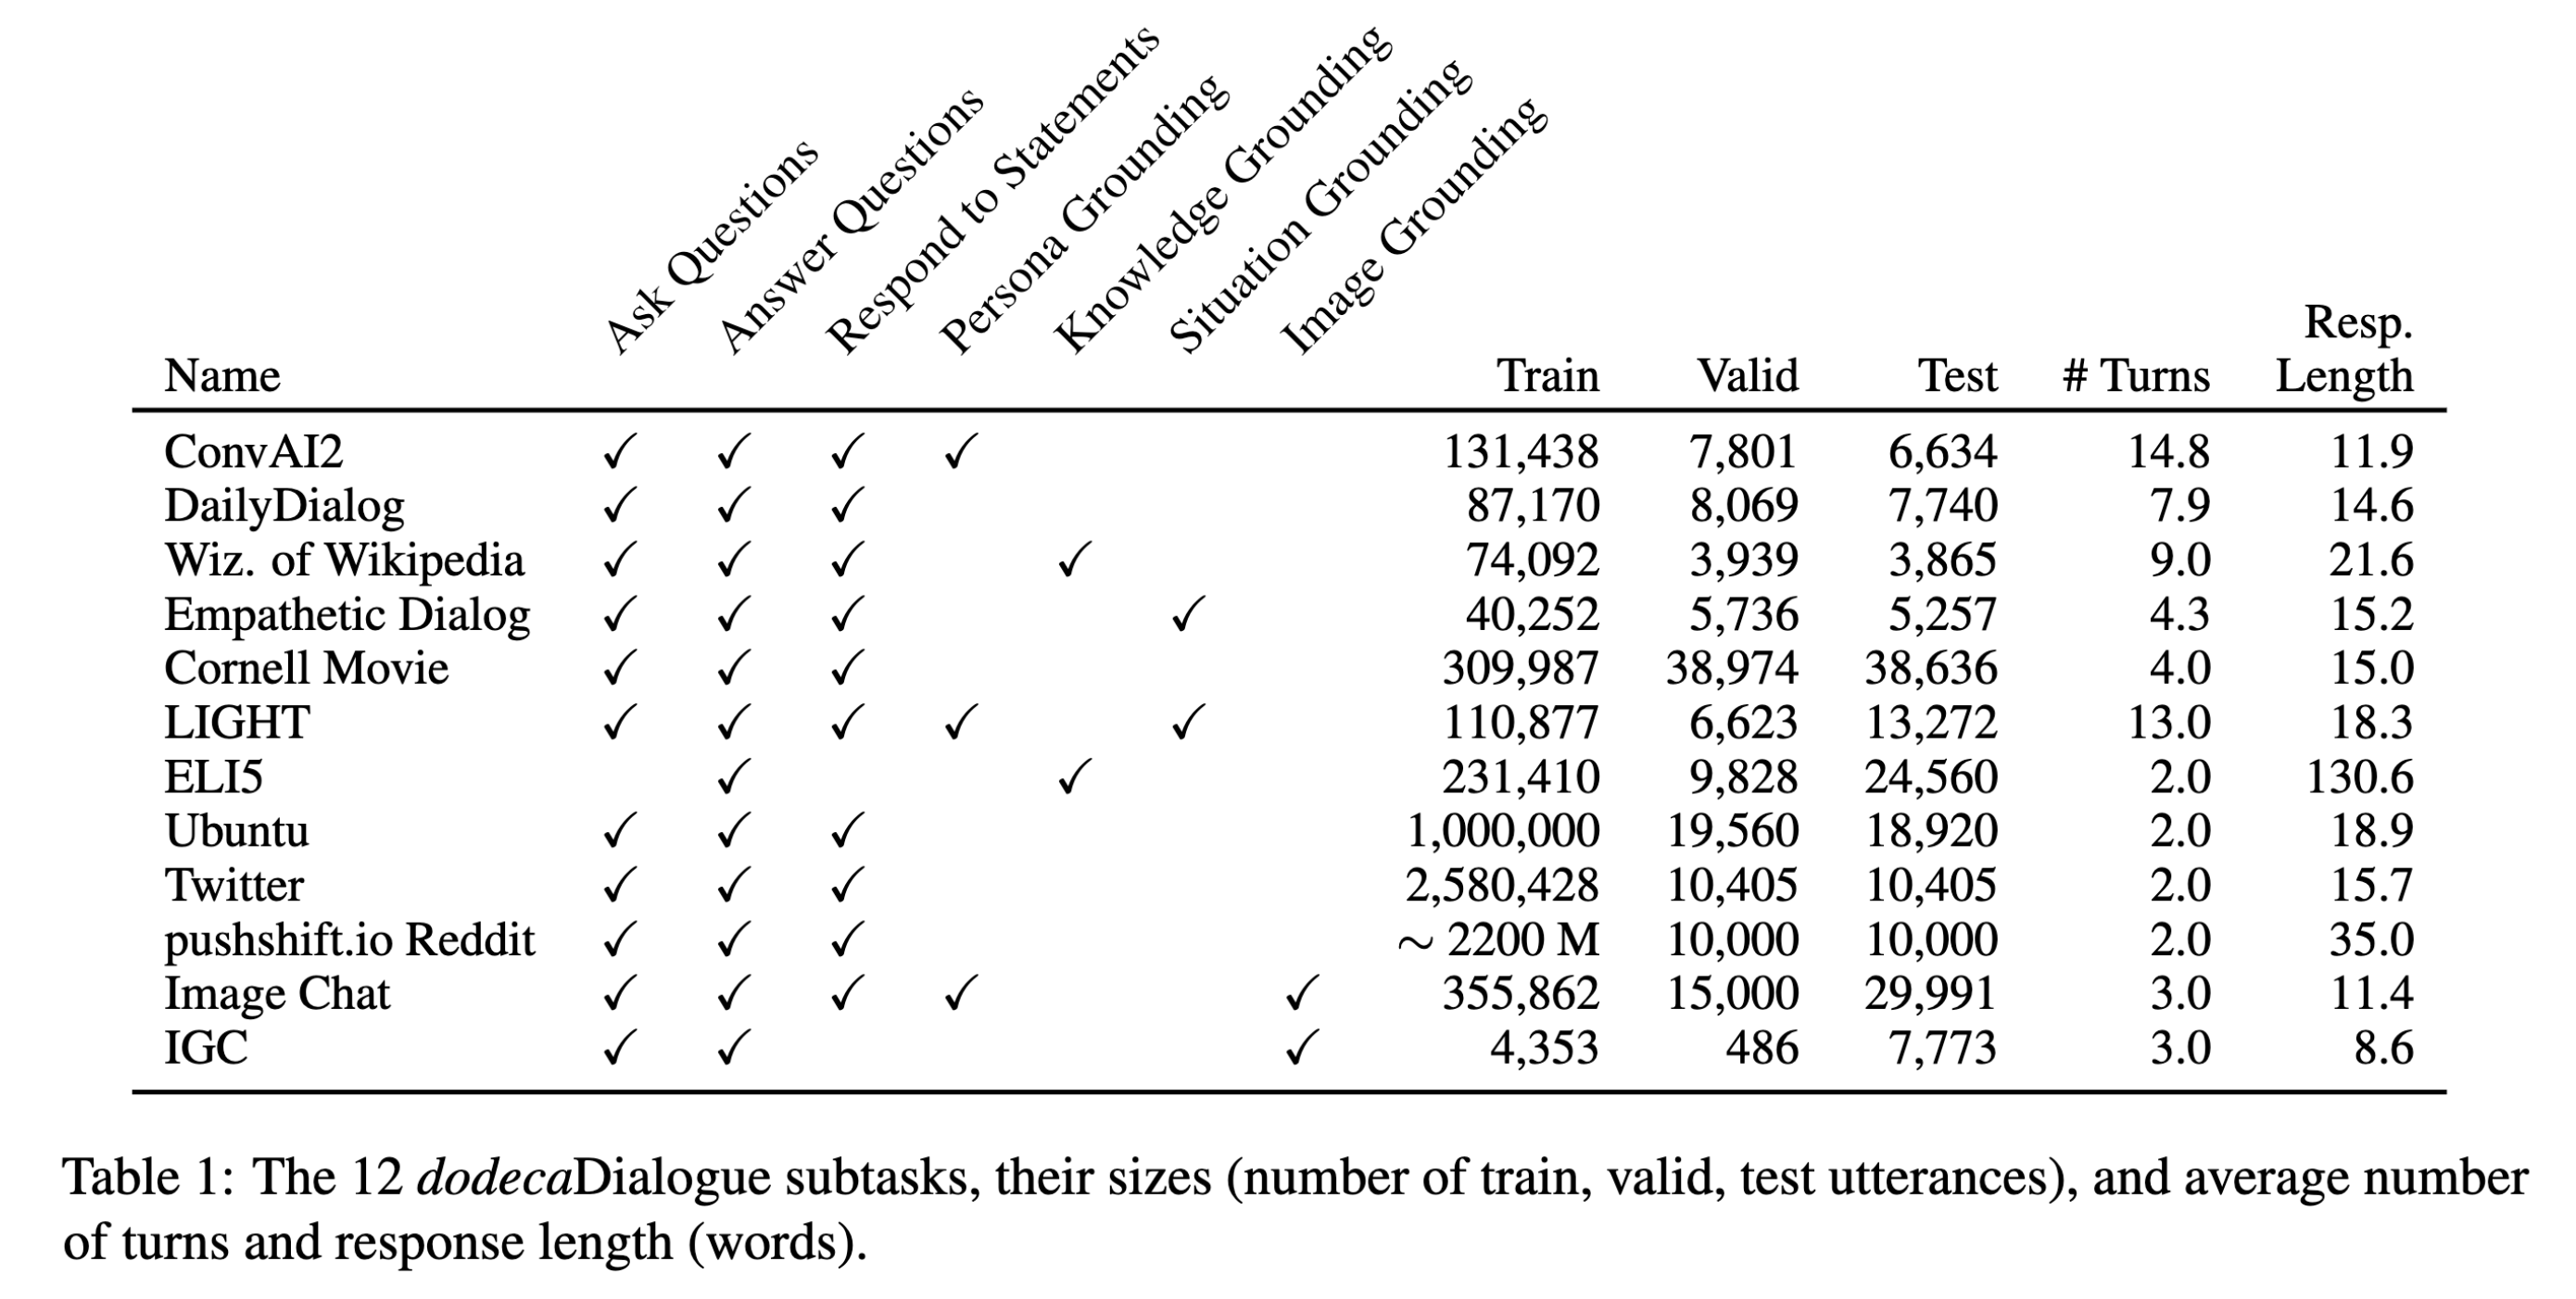 Ask Questions
Answer Questions
Respond to Statements
Persona Grounding
Knowledge Grounding
Situation Grounding
Image Grounding
Name Train Valid Test # Turns Resp. Length
ConvAI2 ✓ ✓ ✓ ✓ 131,438 7,801 6,634 14.8 11.9
DailyDialog ✓ ✓ ✓ 87,170 8,069 7,740 7.9 14.6
Wiz. of Wikipedia ✓ ✓ ✓ ✓ 74,092 3,939 3,865 9.0 21.6
Empathetic Dialog ✓ ✓ ✓ ✓ 40,252 5,736 5,257 4.3 15.2
Cornell Movie ✓ ✓ ✓ 309,987 38,974 38,636 4.0 15.0
LIGHT ✓ ✓ ✓ ✓ ✓ 110,877 6,623 13,272 13.0 18.3
ELI5 ✓ ✓ 231,410 9,828 24,560 2.0 130.6
Ubuntu ✓ ✓ ✓ 1,000,000 19,560 18,920 2.0 18.9
Twitter ✓ ✓ ✓ 2,580,428 10,405 10,405 2.0 15.7
pushshift.io Reddit ✓ ✓ ✓ ~ 2200 M 10,000 10,000 2.0 35.0
Image Chat ✓ ✓ ✓ ✓ ✓ 355,862 15,000 29,991 3.0 11.4
IGC ✓ ✓ ✓ 4,353 486 7,773 3.0 8.6
Table 1: The 12 dodecaDialogue subtasks, their sizes (number of train, valid, test utterances), and average number
of turns and response length (words).